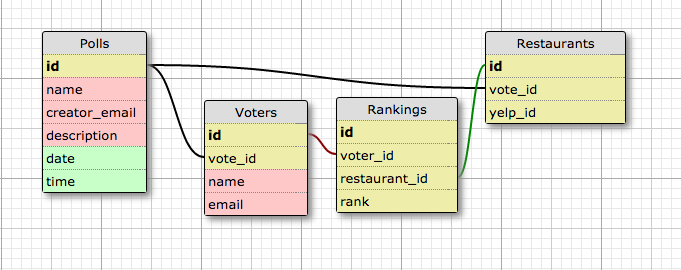 Polls
id
name
creator_email
description
date
time
Voters
id
vote_id
name
email
Rankings
id
voter_id
restaurant_id
rank
Restaurants
id
vote_id
yelp_id